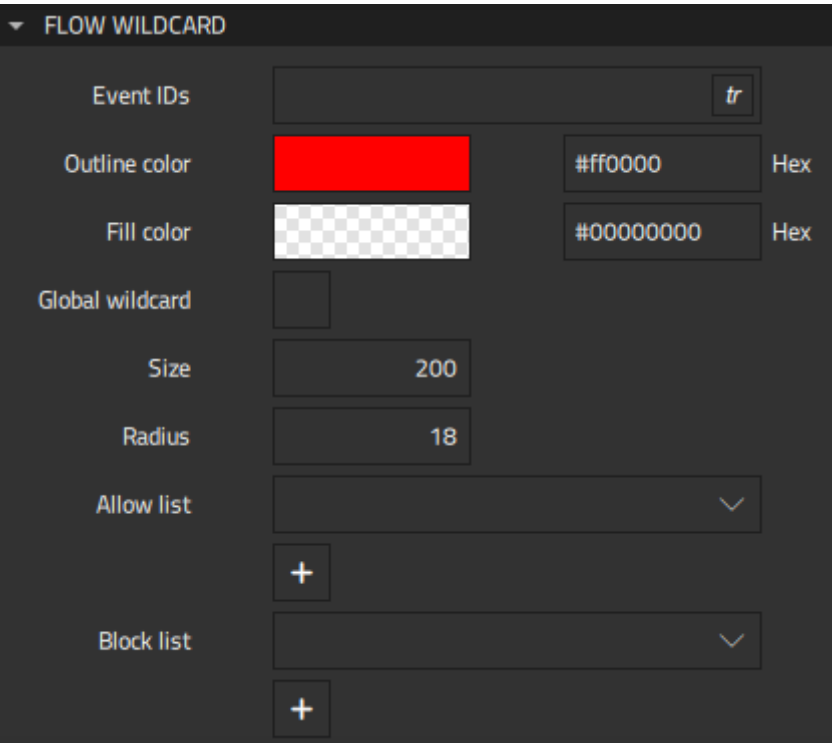 FLOW WILDCARD
Event IDs tr
Outline color #ff0000 Hex
Fill color #00000000 Hex
Global wildcard
Size 200
Radius 18
Allow list
+
Block list
+